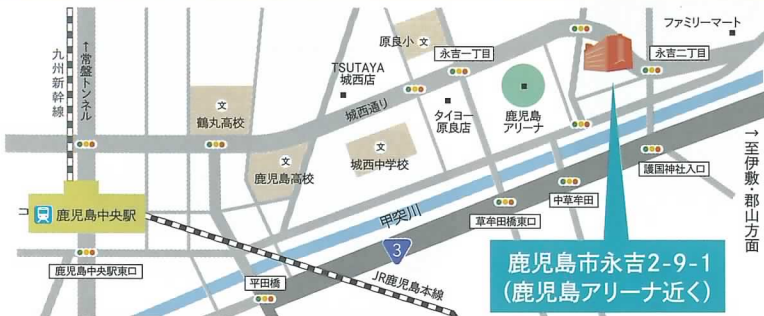 ファミリーマート
原良小
文
永吉一丁目
永吉二丁目
↑常盤トンネル
九州新幹線
TSUTAYA
城西店
城西通り
文
鶴丸高校
タイヨー
原良店
鹿児島
アリーナ
文
鹿児島高校
文
城西中学校
護国神社入口
→至伊敷・郡山方面
中草牟田
草牟田橋東口
甲突川
コ
鹿児島中央駅
3
鹿児島中央駅東口
平田橋
JR鹿児島本線
鹿児島市永吉2-9-1
(鹿児島アリーナ近く)